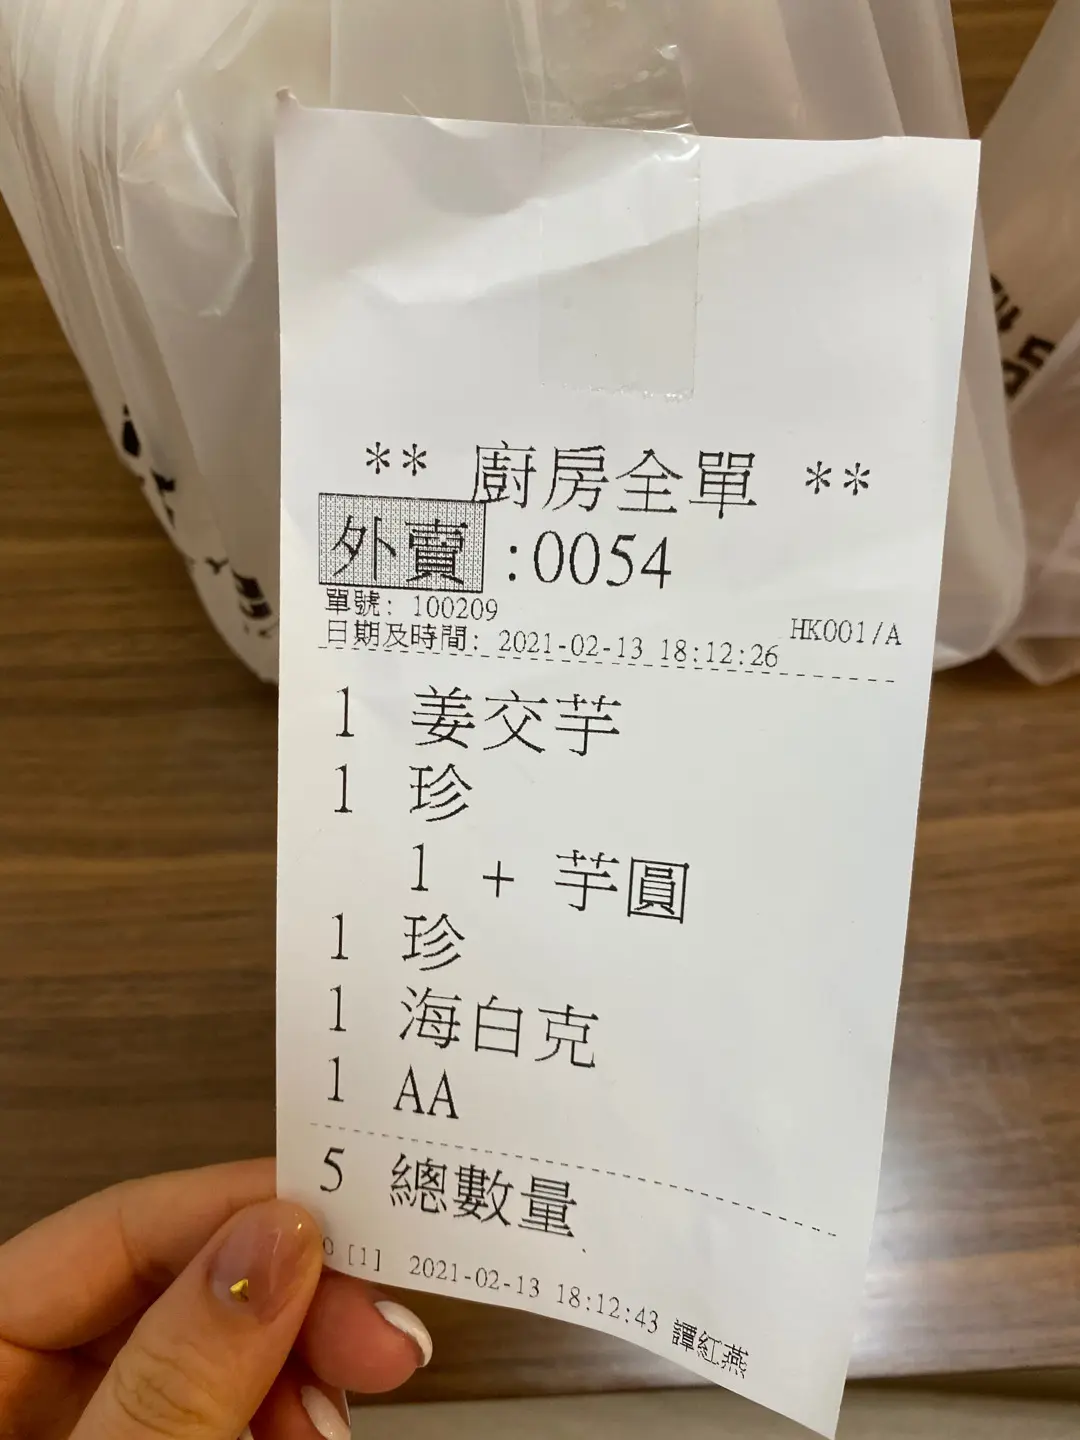 ** 廚房全單 **
外賣 :0054
單號: 100209
HK001/A
日期及時間: 2021-02-13 18:12:26
1 姜交芋
1 珍
1 + 芋圓
1 珍
1 海白克
1 AA
5 總數量
0 [1] 2021-02-13 18:12:43 譚紅燕